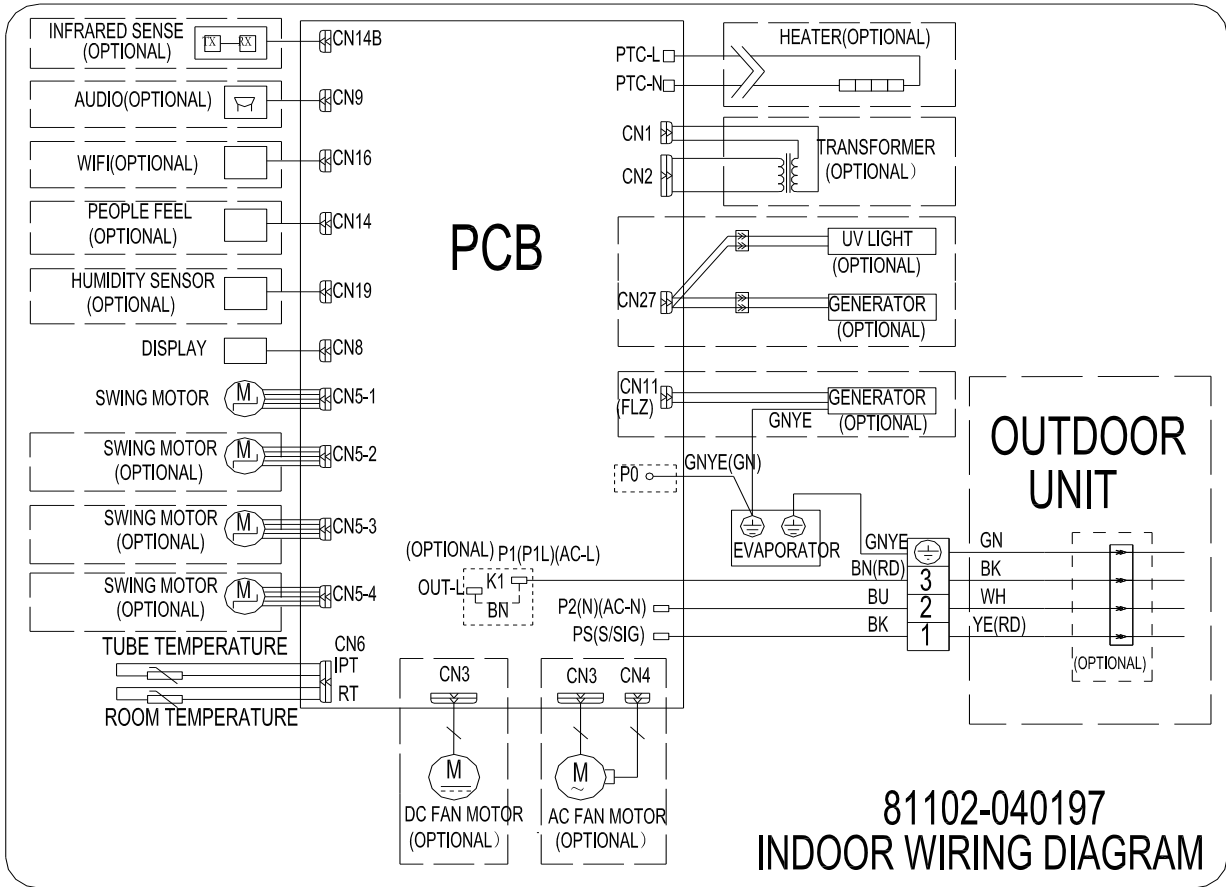 INFRARED SENSE
(OPTIONAL)
TX
RX
CN14B
AUDIO(OPTIONAL)
CN9
WIFI(OPTIONAL)
CN16
PEOPLE FEEL
(OPTIONAL)
CN14
HUMIDITY SENSOR
(OPTIONAL)
CN19
DISPLAY
CN8
SWING MOTOR
M
CN5-1
SWING MOTOR
(OPTIONAL)
M
CN5-2
SWING MOTOR
(OPTIONAL)
M
CN5-3
SWING MOTOR
(OPTIONAL)
M
CN5-4
TUBE TEMPERATURE
CN6
IPT
RT
ROOM TEMPERATURE
PCB
PTC-L
PTC-N
HEATER(OPTIONAL)
CN1
CN2
TRANSFORMER
(OPTIONAL)
CN27
UV LIGHT
(OPTIONAL)
GENERATOR
(OPTIONAL)
CN11
(FLZ)
GENERATOR
(OPTIONAL)
GNYE
P0
GNYE(GN)
EVAPORATOR
(OPTIONAL)
P1(P1L)(AC-L)
OUT-L
K1
BN
P2(N)(AC-N)
PS(S/SIG)
GNYE
BN(RD)
BU
BK
3
2
1
GN
BK
WH
YE(RD)
OUTDOOR
UNIT
(OPTIONAL)
CN3
M
DC FAN MOTOR
(OPTIONAL)
CN3
CN4
M
~
AC FAN MOTOR
(OPTIONAL)
81102-040197
INDOOR WIRING DIAGRAM